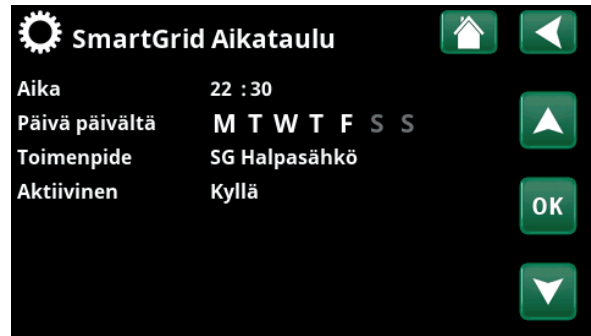 SmartGrid Aikataulu
Aika 22 :30
Päivä päivältä M T W T F S S
Toimenpide SG Halpasähkö
Aktiivinen Kyllä
OK